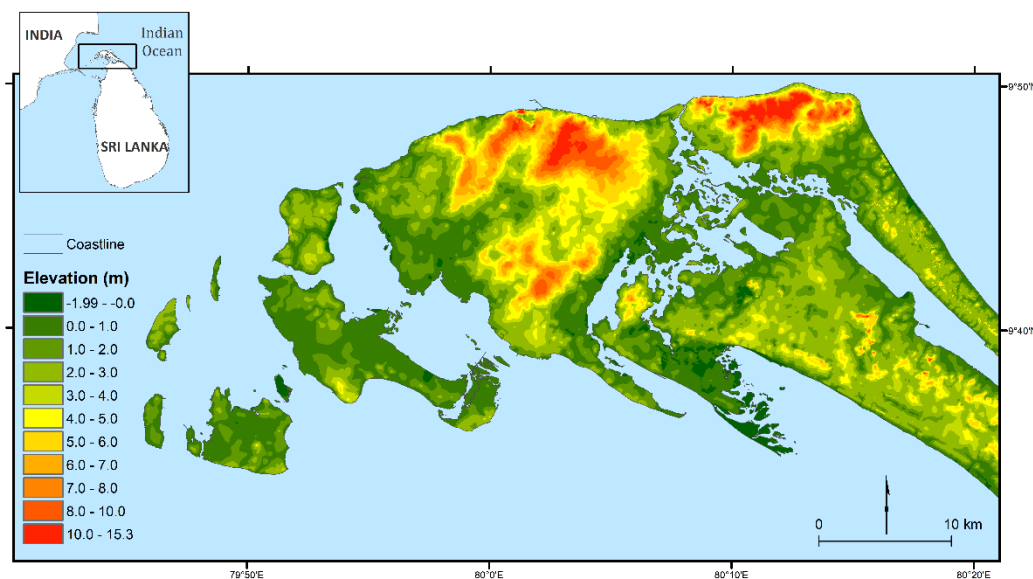 INDIA
Indian
Ocean
SRI LANKA
9°50'
Coastline
Elevation (m)
-1.99 - -0.0
0.0 - 1.0
1.0 - 2.0
2.0 - 3.0
3.0 - 4.0
4.0 - 5.0
5.0 - 6.0
6.0 - 7.0
7.0 - 8.0
8.0 - 10.0
10.0 - 15.3
9°40'
0 10 km
79°50'E 80°0'E 80°10'E 80°20'E